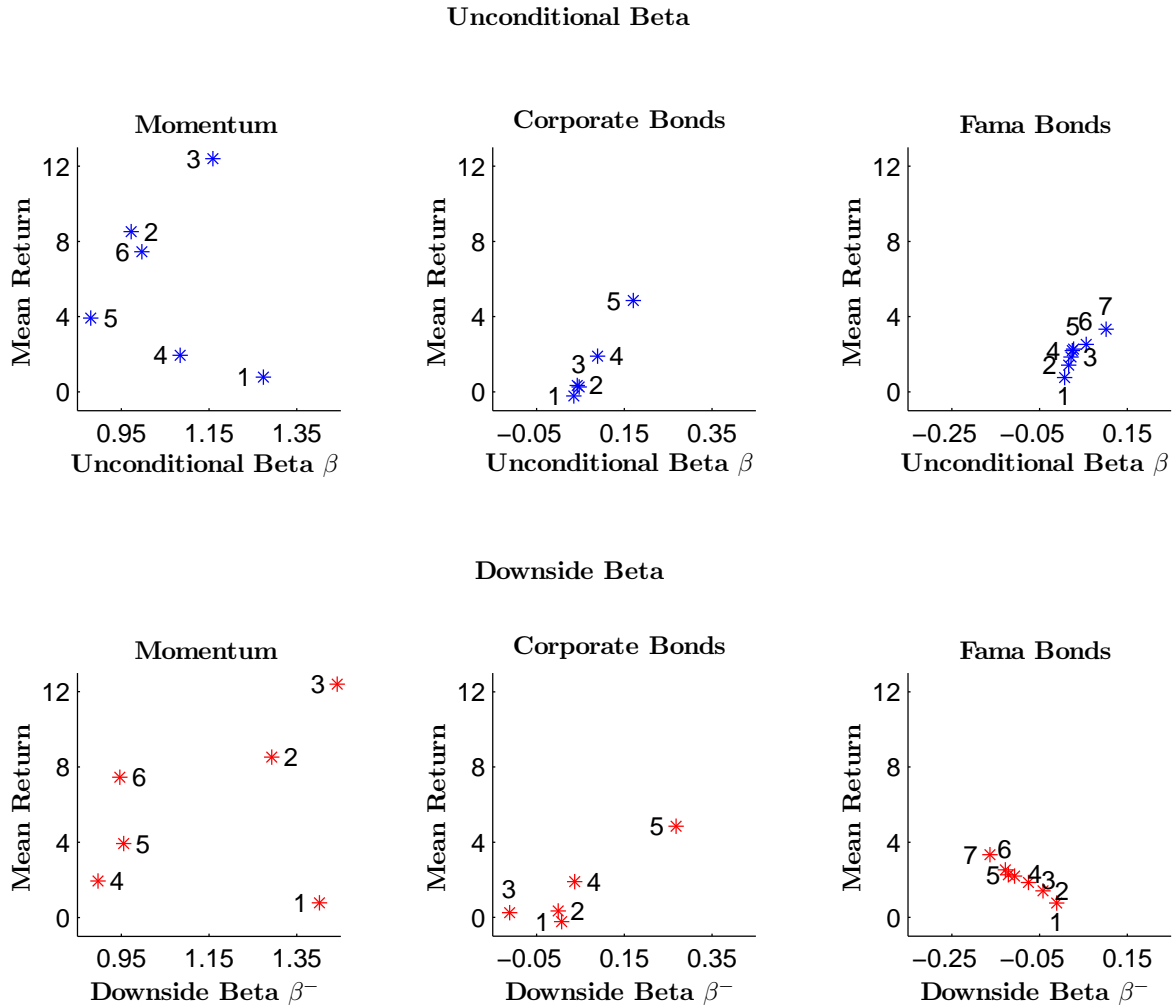 Unconditional Beta
Momentum
Mean Return
12
8
4
0
3
2
6
5
4
1
0.95 1.15 1.35
Unconditional Beta β
Corporate Bonds
Mean Return
12
8
4
0
5
4
3
2
1
−0.05 0.15 0.35
Unconditional Beta β
Fama Bonds
Mean Return
12
8
4
0
7
6
5
4
3
2
1
−0.25 −0.05 0.15
Unconditional Beta β
Downside Beta
Momentum
Mean Return
12
8
4
0
3
2
6
5
4
1
0.95 1.15 1.35
Downside Beta β−
Corporate Bonds
Mean Return
12
8
4
0
5
4
3
2
1
−0.05 0.15 0.35
Downside Beta β−
Fama Bonds
Mean Return
12
8
4
0
7
6
5
4
3
2
1
−0.25 −0.05 0.15
Downside Beta β−